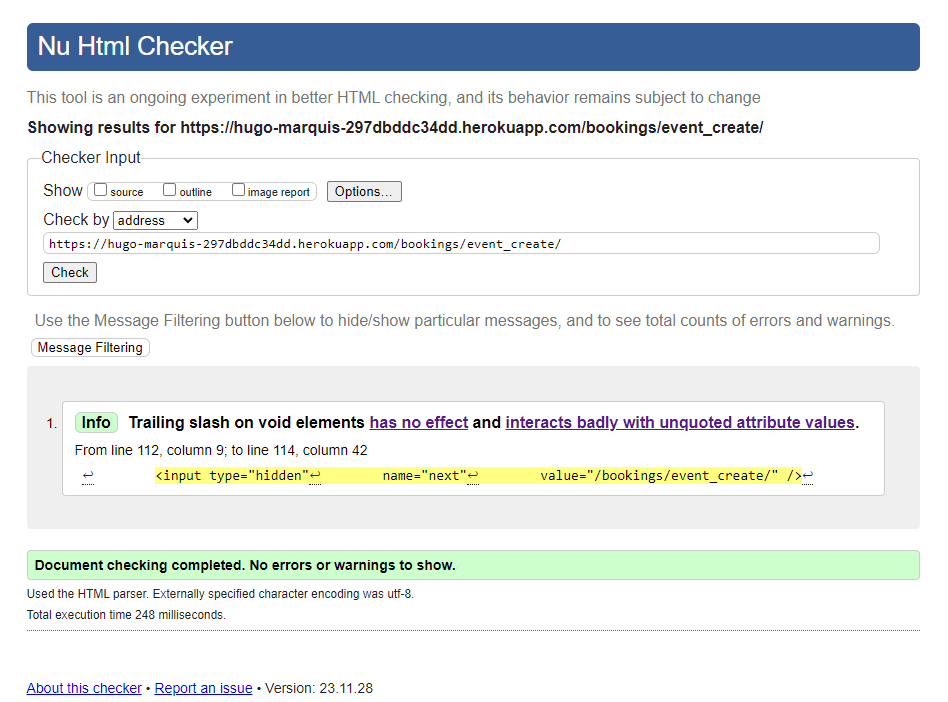 Nu Html Checker
This tool is an ongoing experiment in better HTML checking, and its behavior remains subject to change
Showing results for https://hugo-marquis-297dbddc34dd.herokuapp.com/bookings/event_create/
Checker Input
Show source outline image report Options...
Check by address
https://hugo-marquis-297dbddc34dd.herokuapp.com/bookings/event_create/
Check
Use the Message Filtering button below to hide/show particular messages, and to see total counts of errors and warnings.
Message Filtering
1. Info Trailing slash on void elements has no effect and interacts badly with unquoted attribute values.
From line 112, column 9; to line 114, column 42
↩ <input type="hidden"↩ name="next"↩ value="/bookings/event_create/" />↩
Document checking completed. No errors or warnings to show.
Used the HTML parser. Externally specified character encoding was utf-8.
Total execution time 248 milliseconds.
About this checker • Report an issue • Version: 23.11.28